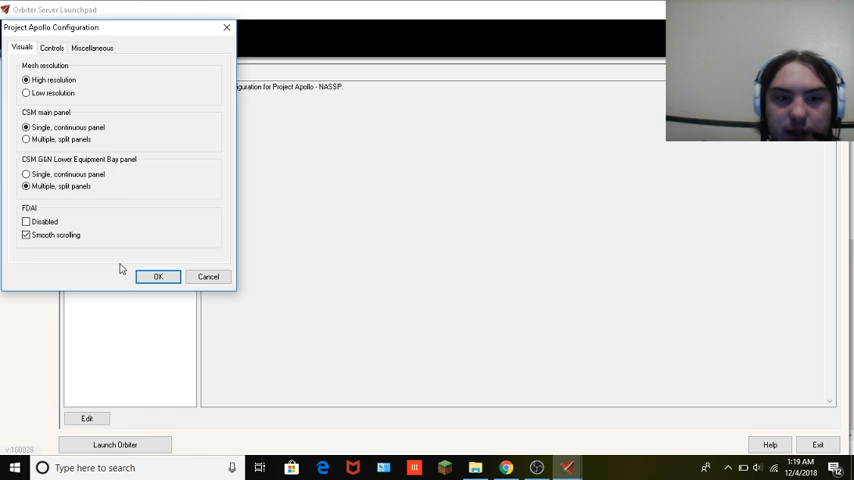 Orbiter Server Launchpad
Project Apollo Configuration
Visuals Controls Miscellaneous
Mesh resolution
High resolution
Low resolution
CSM main panel
Single, continuous panel
Multiple, split panels
CSM G&N Lower Equipment Bay panel
Single, continuous panel
Multiple, split panels
FDAI
Disabled
Smooth scrolling
OK Cancel
iguration for Project Apollo - NASSP.
Edit
Launch Orbiter Help Exit
v.160828
Type here to search
1:19 AM
12/4/2018
12